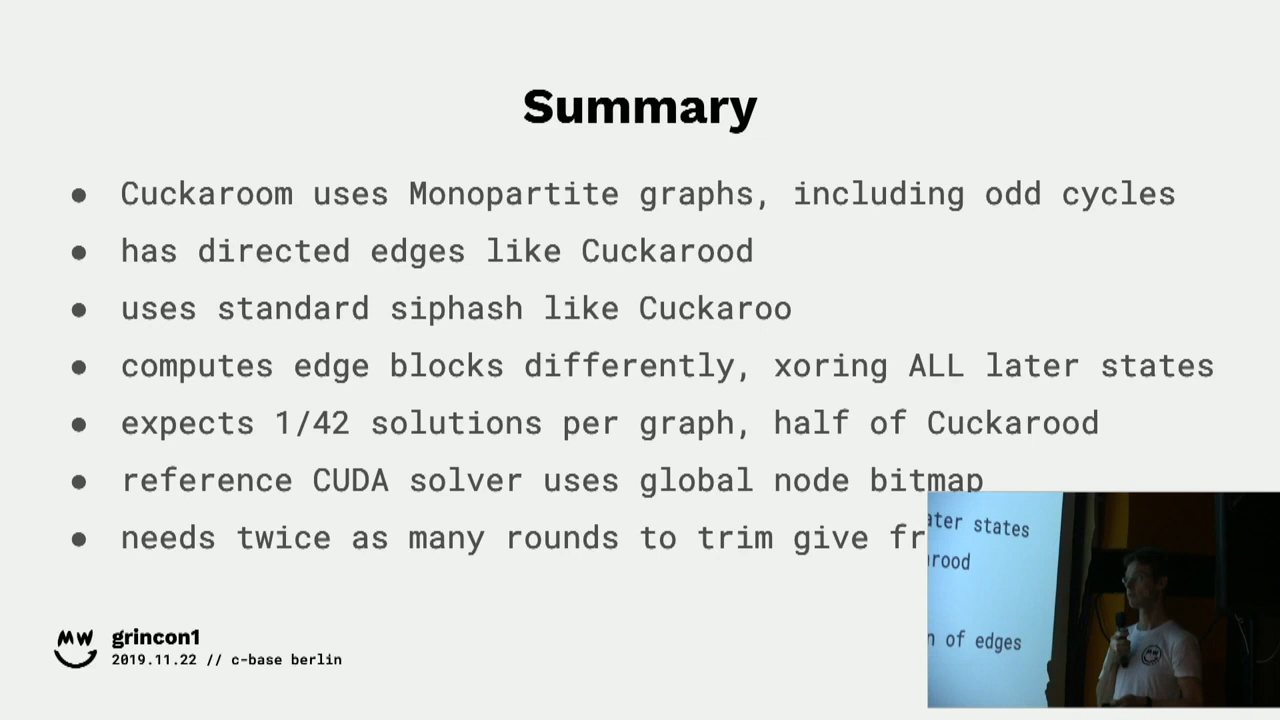 Summary
● Cuckaroom uses Monopartite graphs, including odd cycles
● has directed edges like Cuckarood
● uses standard siphash like Cuckaroo
● computes edge blocks differently, xoring ALL later states
● expects 1/42 solutions per graph, half of Cuckarood
● reference CUDA solver uses global node bitmap
● needs twice as many rounds to trim give fr
ater states
rood
n of edges
MW grincon1
2019.11.22 // c-base berlin